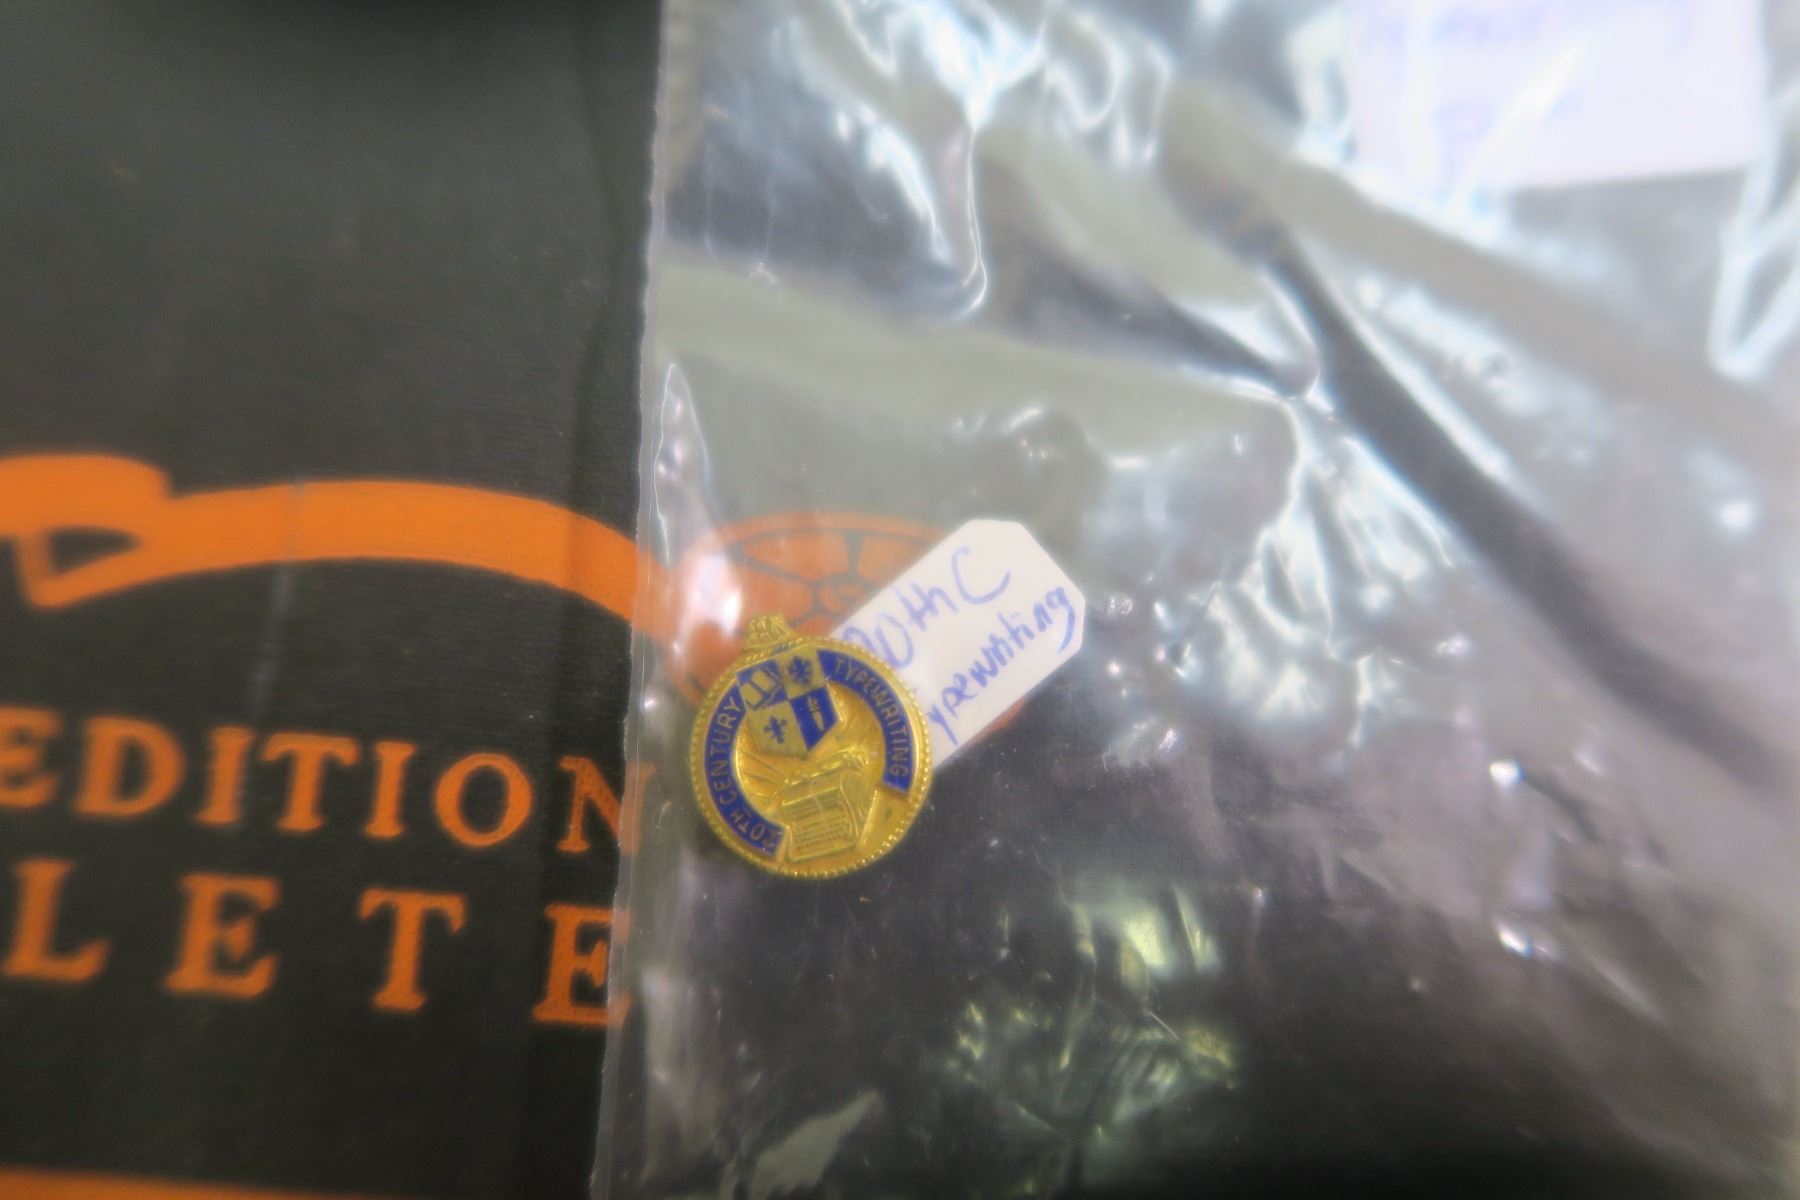 20th C
Typewriting
20TH CENTURY TYPEWRITING
EDITION
LETE